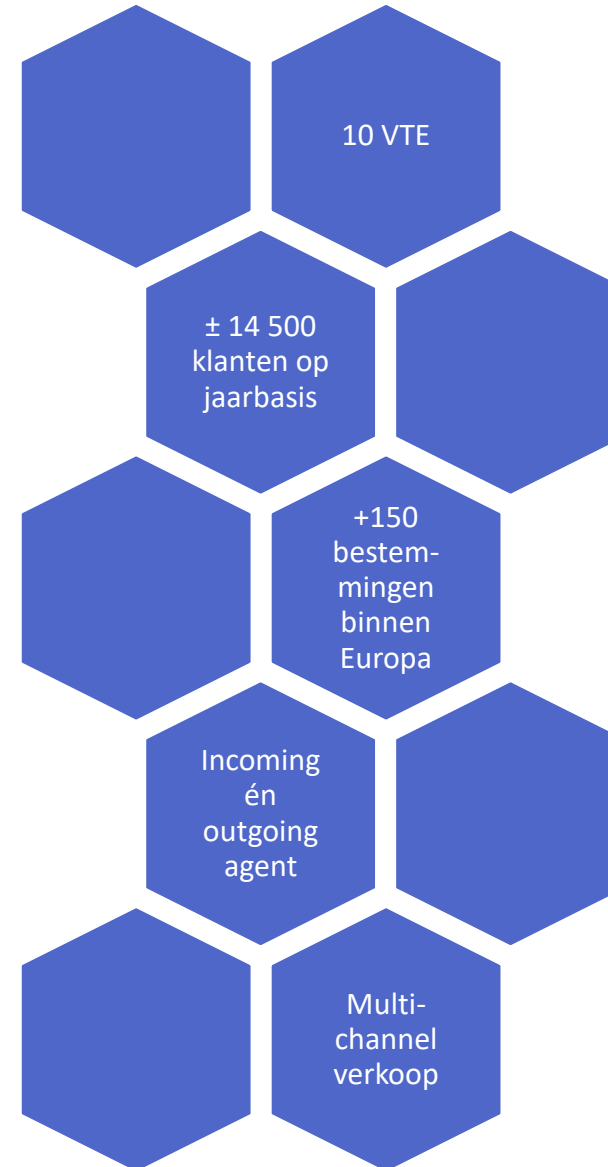 10 VTE
± 14 500
klanten op
jaarbasis
+150
bestem-
mingen
binnen
Europa
Incoming
én
outgoing
agent
Multi-
channel
verkoop